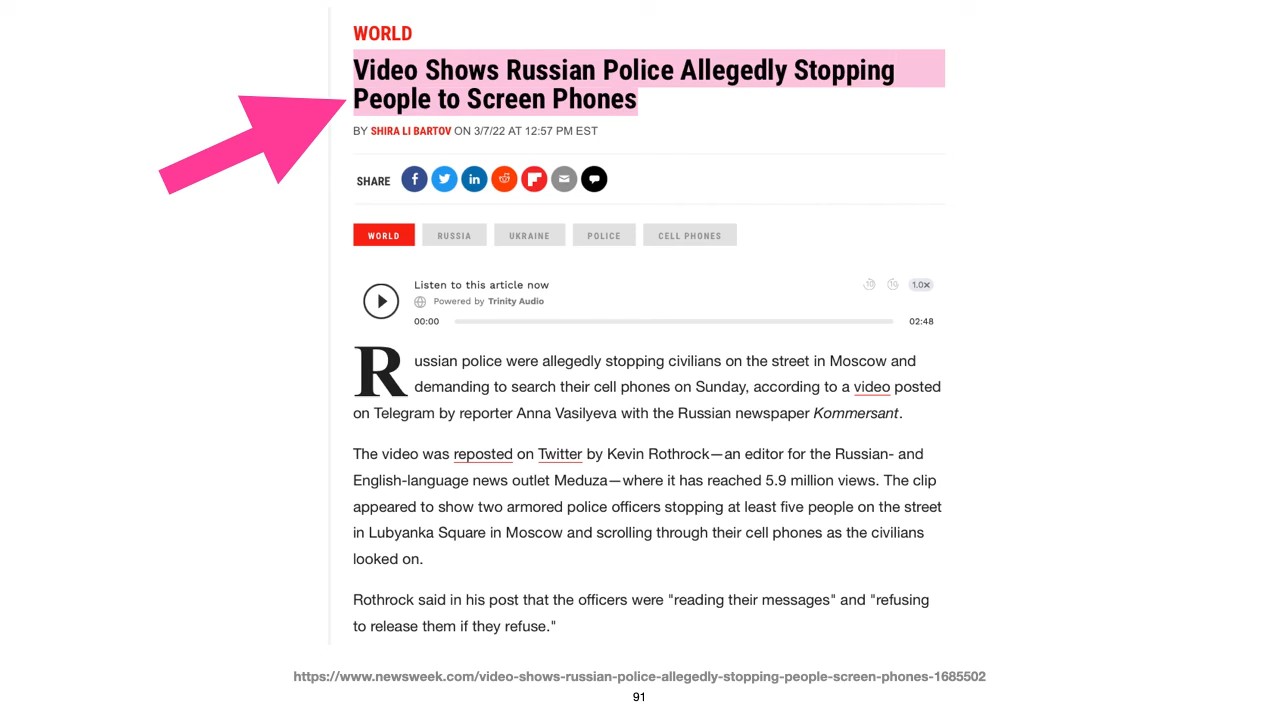 WORLD
Video Shows Russian Police Allegedly Stopping
People to Screen Phones
BY SHIRA LI BARTOV ON 3/7/22 AT 12:57 PM EST
SHARE
WORLD RUSSIA UKRAINE POLICE CELL PHONES
Listen to this article now
10 10 1.0×
Powered by Trinity Audio
00:00 02:48
Russian police were allegedly stopping civilians on the street in Moscow and
demanding to search their cell phones on Sunday, according to a video posted
on Telegram by reporter Anna Vasilyeva with the Russian newspaper Kommersant.
The video was reposted on Twitter by Kevin Rothrock—an editor for the Russian- and
English-language news outlet Meduza—where it has reached 5.9 million views. The clip
appeared to show two armored police officers stopping at least five people on the street
in Lubyanka Square in Moscow and scrolling through their cell phones as the civilians
looked on.
Rothrock said in his post that the officers were "reading their messages" and "refusing
to release them if they refuse."
https://www.newsweek.com/video-shows-russian-police-allegedly-stopping-people-screen-phones-1685502
91